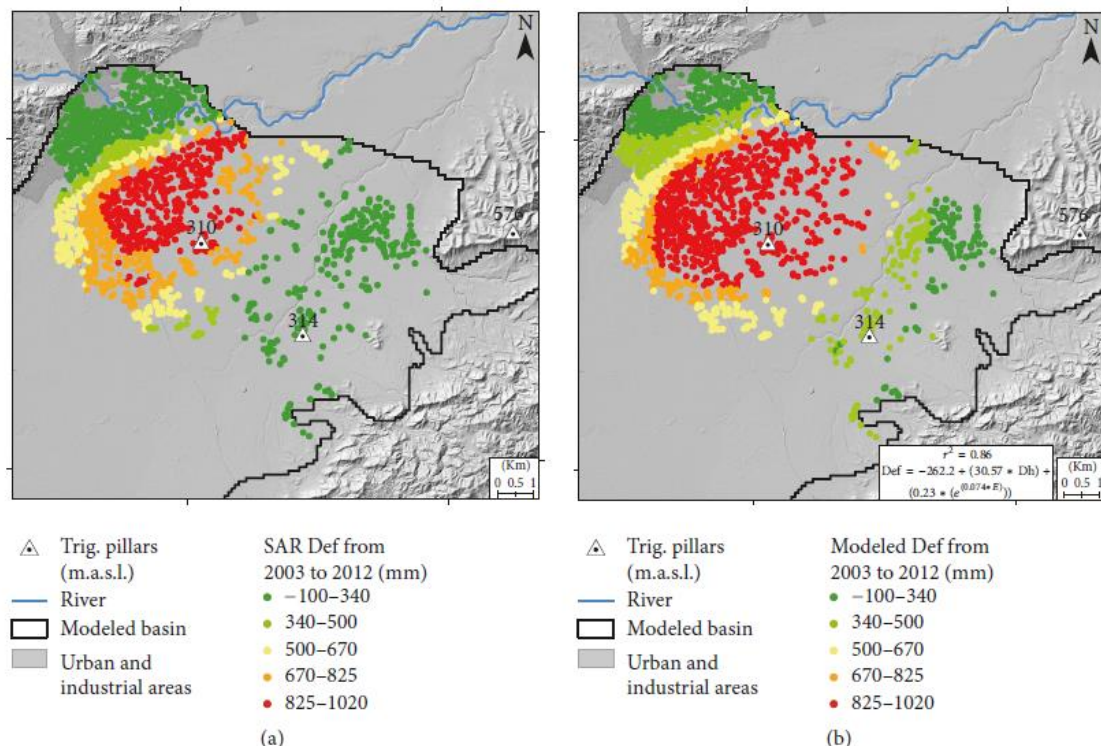 N
576
310
314
(Km)
0 0.5 1
Trig. pillars
(m.a.s.l.)
River
Modeled basin
Urban and
industrial areas
SAR Def from
2003 to 2012 (mm)
−100–340
340–500
500–670
670–825
825–1020
(a)
N
576
310
314
r² = 0.86
Def = −262.2 + (30.57 * Dh) +
(0.23 * (e^(0.074*E)))
(Km)
0 0.5 1
Trig. pillars
(m.a.s.l.)
River
Modeled basin
Urban and
industrial areas
Modeled Def from
2003 to 2012 (mm)
−100–340
340–500
500–670
670–825
825–1020
(b)